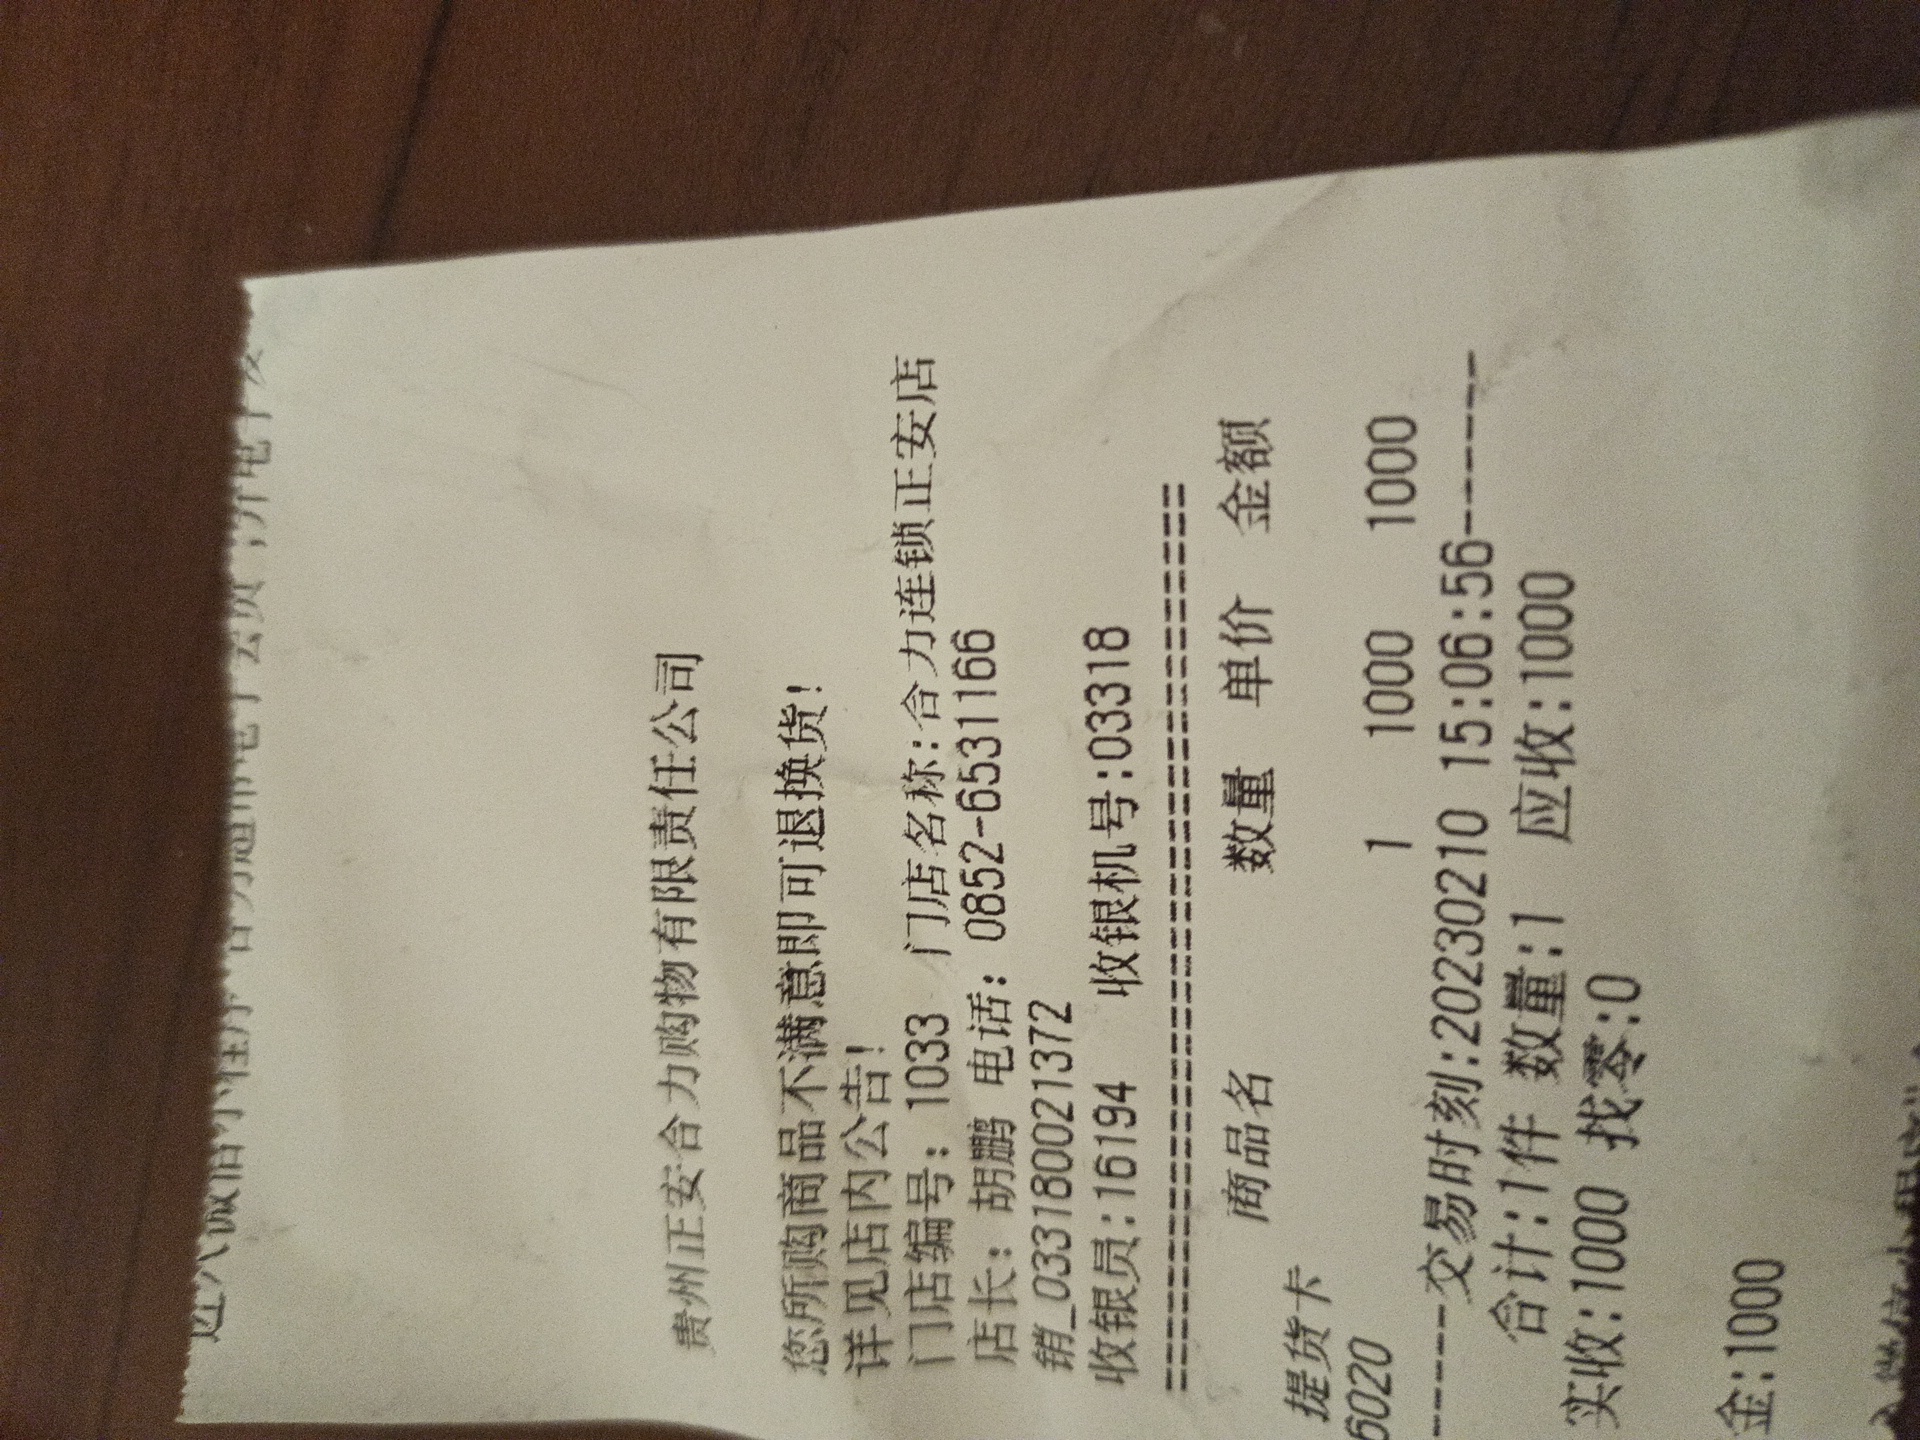 贵州正安合力购物有限责任公司
您所购商品不满意即可退换货!
详见店内公告!
门店编号: 1033 门店名称:合力连锁正安店
店长: 胡鹏 电话: 0852-6531166
销_033180021372
收银员:16194 收银机号:03318
==========================================
商品名 数量 单价 金额
提货卡
6020 1 1000 1000
-----交易时刻:20230210 15:06:56--------
合计:1件 数量:1 应收:1000
实收:1000 找零:0
金:1000